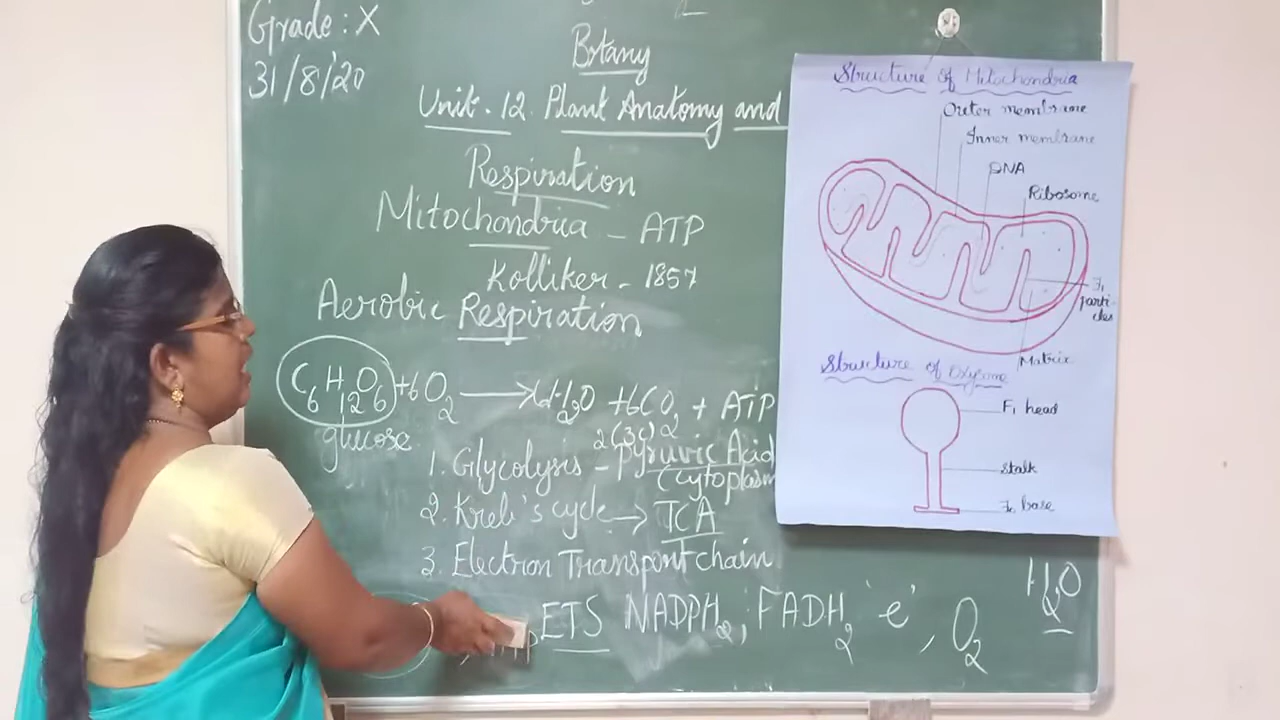 Grade : X
31/8/20
Botany
Unit - 12. Plant Anatomy and
Respiration
Mitochondria - ATP
Kolliker - 1857
Aerobic Respiration
C6H12O6 + 6O2 → 6H2O + 6CO2 + ATP
glucose
2(3C)
1. Glycolysis - Pyruvic Acid
(cytoplasm
2. Kreb's cycle → TCA
3. Electron Transport chain
ETS NADPH2, FADH2 'e', O2
H2O
Structure of Mitochondria
Outer membrane
Inner membrane
DNA
Ribosome
F1 parti-
cles
Matrix
Structure of Oxysome
F1 head
Stalk
F0 base